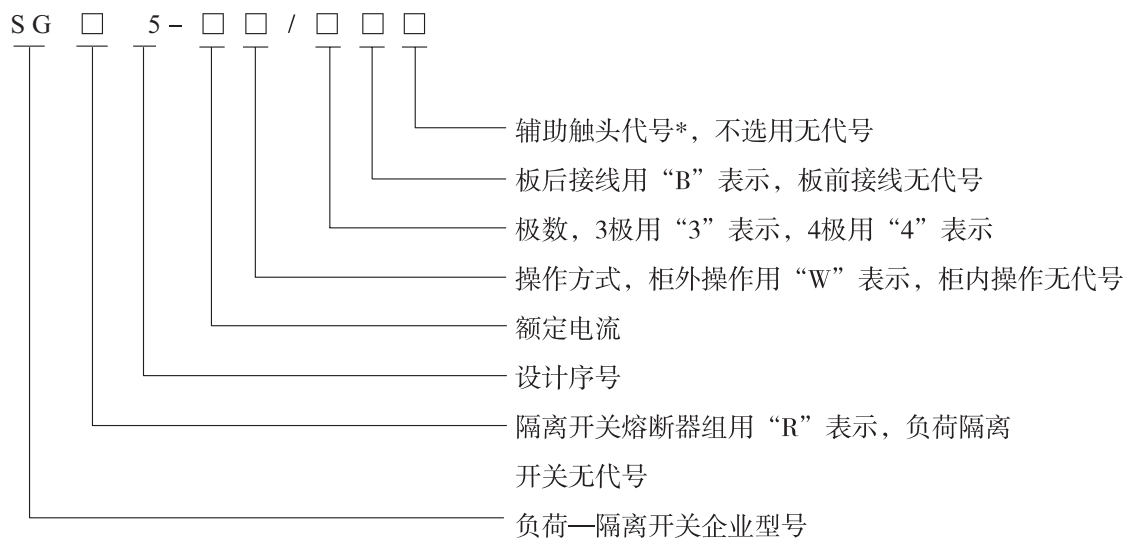 SG□ 5-□□/□□□
辅助触头代号*，不选用无代号
板后接线用“B”表示，板前接线无代号
极数，3极用“3”表示，4极用“4”表示
操作方式，柜外操作用“W”表示，柜内操作无代号
额定电流
设计序号
隔离开关熔断器组用“R”表示，负荷隔离
开关无代号
负荷—隔离开关企业型号